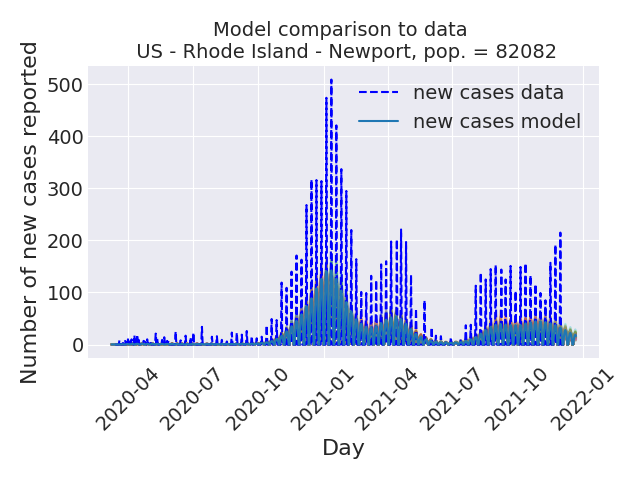 Model comparison to data
US - Rhode Island - Newport, pop. = 82082
Number of new cases reported
500
400
300
200
100
0
new cases data
new cases model
2020-04
2020-07
2020-10
2021-01
2021-04
2021-07
2021-10
2022-01
Day